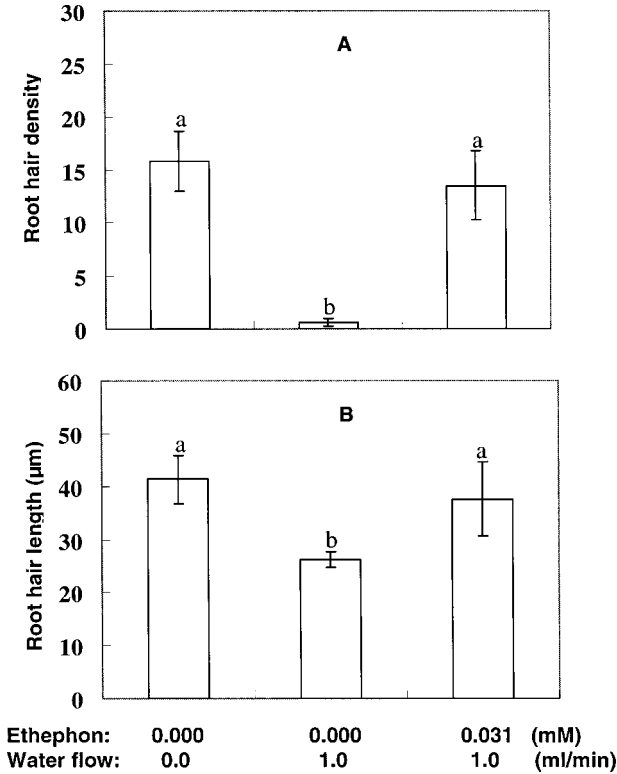 30
25
20
15
10
5
0
Root hair density
A
a
b
a
60
50
40
30
20
10
0
Root hair length (µm)
B
a
b
a
Ethephon: 0.000 0.000 0.031 (mM)
Water flow: 0.0 1.0 1.0 (ml/min)